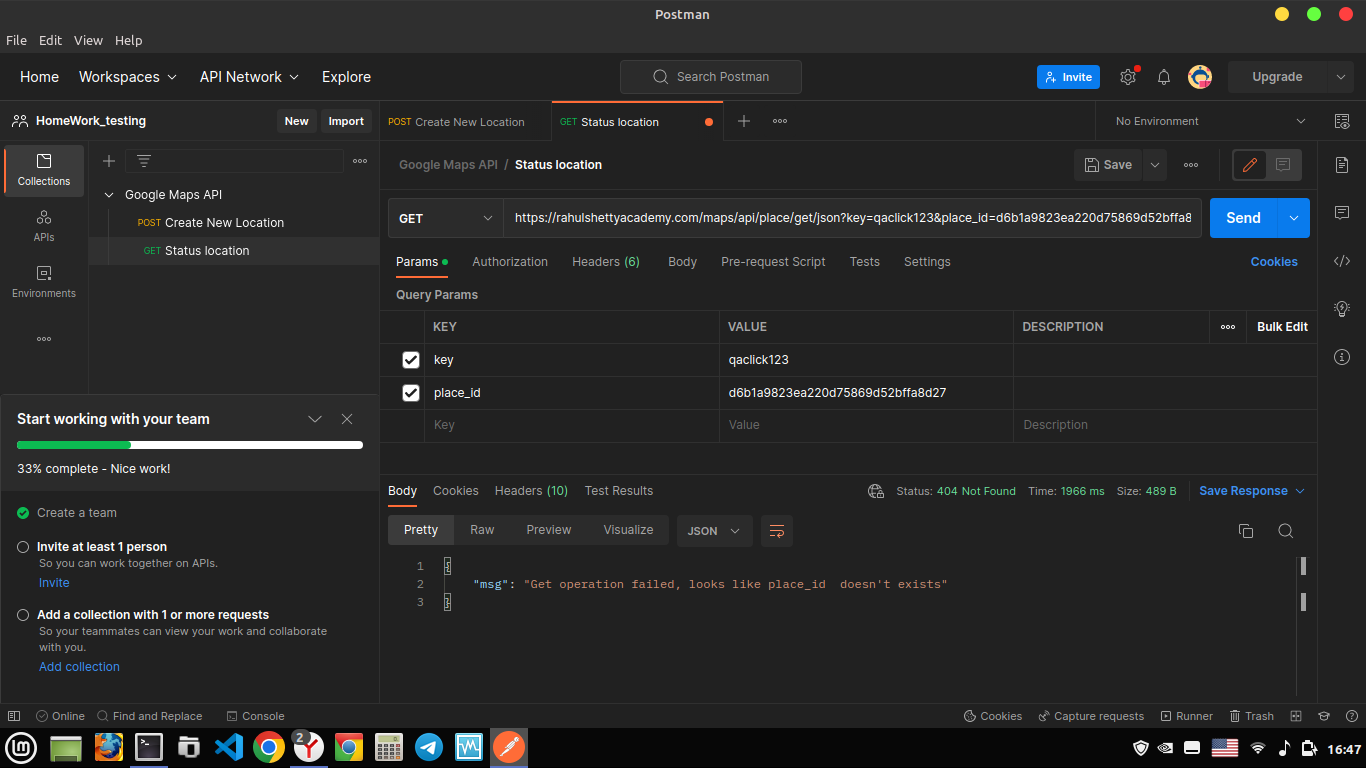 Postman
File Edit View Help
Home Workspaces API Network Explore Search Postman Invite Upgrade
HomeWork_testing New Import
POST Create New Location GET Status location No Environment
Collections
APIs
Environments
Google Maps API
POST Create New Location
GET Status location
Google Maps API / Status location Save
GET https://rahulshettyacademy.com/maps/api/place/get/json?key=qaclick123&place_id=d6b1a9823ea220d75869d52bffa8 Send
Params Authorization Headers (6) Body Pre-request Script Tests Settings Cookies
Query Params
KEY VALUE DESCRIPTION Bulk Edit
key qaclick123
place_id d6b1a9823ea220d75869d52bffa8d27
Key Value Description
Start working with your team
33% complete - Nice work!
Create a team
Invite at least 1 person
So you can work together on APIs.
Invite
Add a collection with 1 or more requests
So your teammates can view your work and collaborate
with you.
Add collection
Body Cookies Headers (10) Test Results Status: 404 Not Found Time: 1966 ms Size: 489 B Save Response
Pretty Raw Preview Visualize JSON
1 {
2 "msg": "Get operation failed, looks like place_id  doesn't exists"
3 }
Online Find and Replace Console Cookies Capture requests Runner Trash
2 16:47